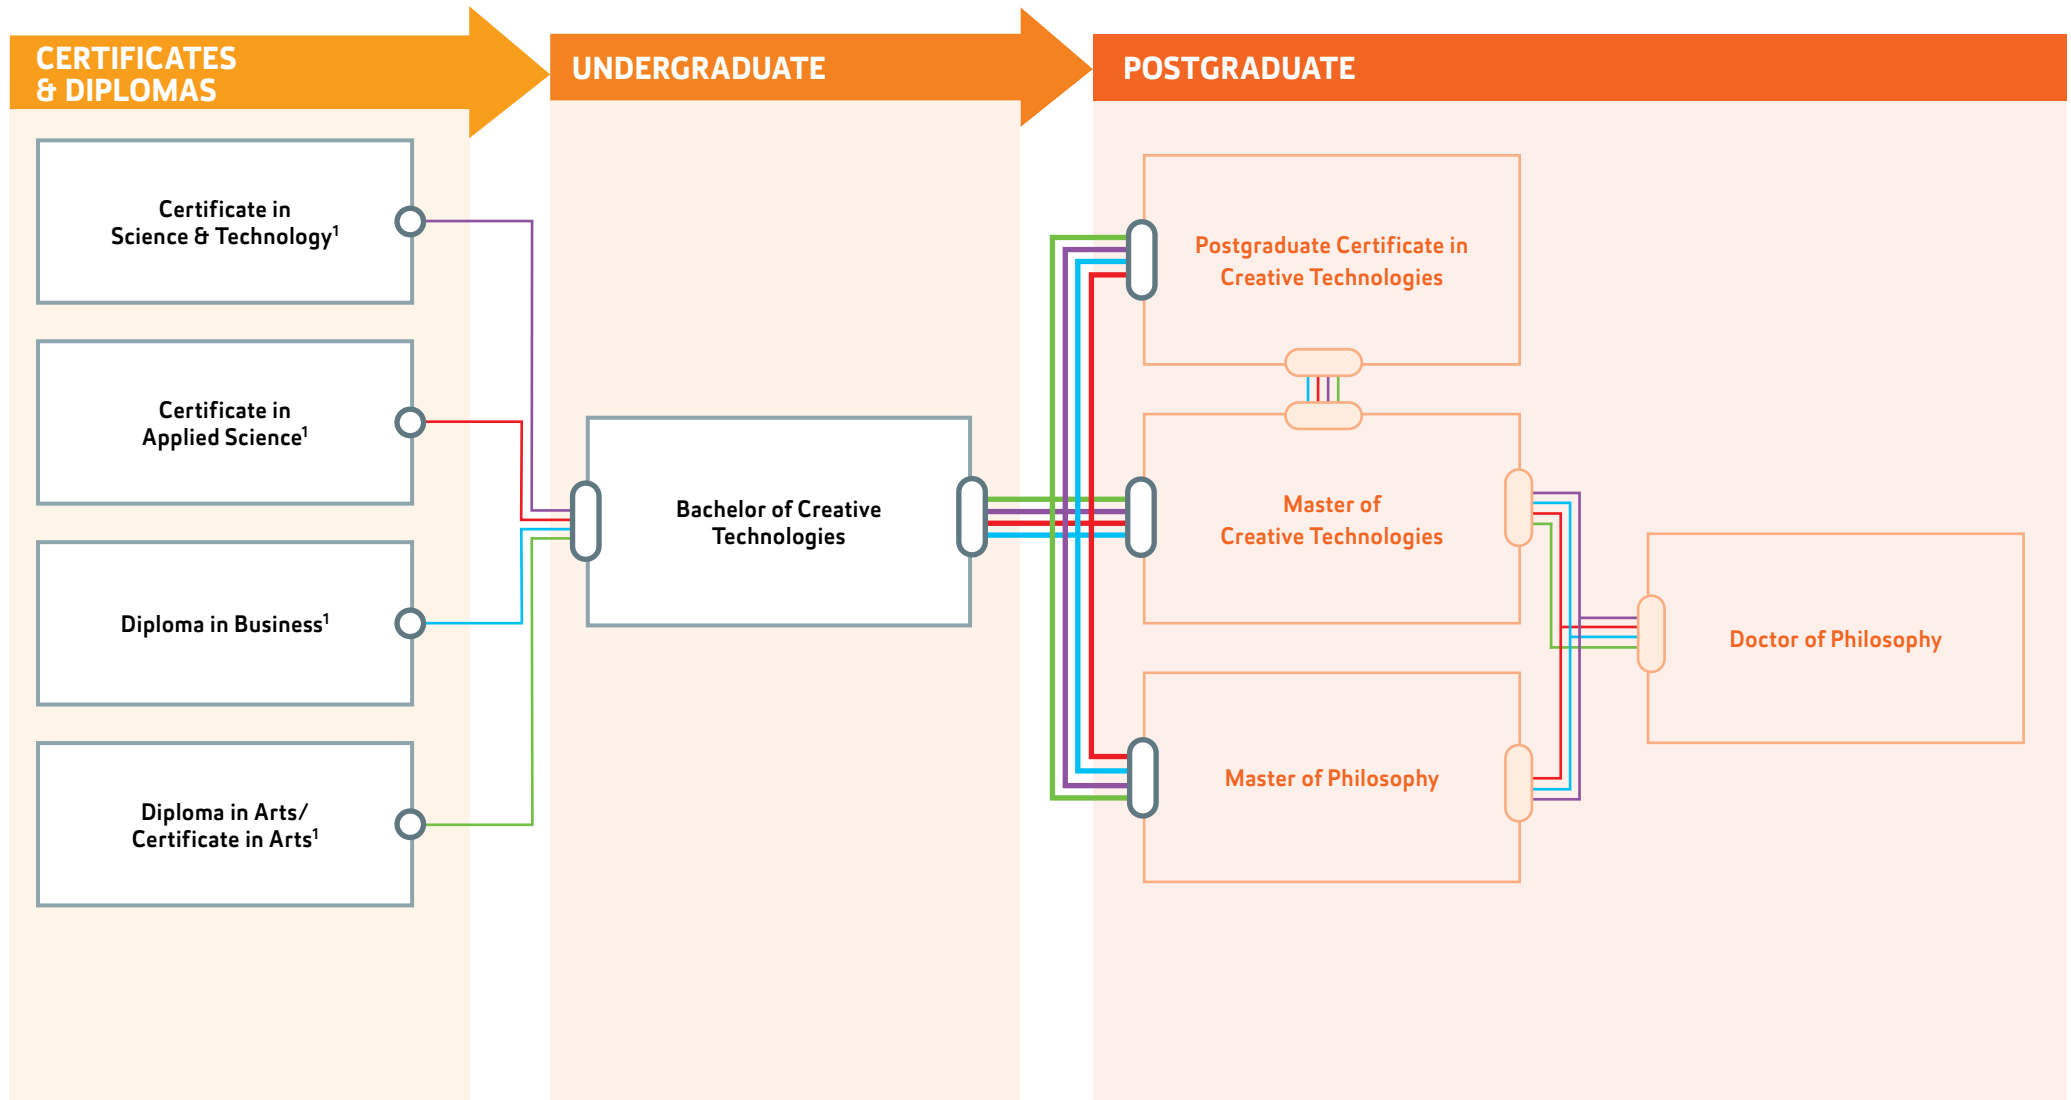 CERTIFICATES
& DIPLOMAS
UNDERGRADUATE
POSTGRADUATE
Certificate in
Science & Technology¹
Certificate in
Applied Science¹
Diploma in Business¹
Diploma in Arts/
Certificate in Arts¹
Bachelor of Creative
Technologies
Postgraduate Certificate in
Creative Technologies
Master of
Creative Technologies
Master of Philosophy
Doctor of Philosophy